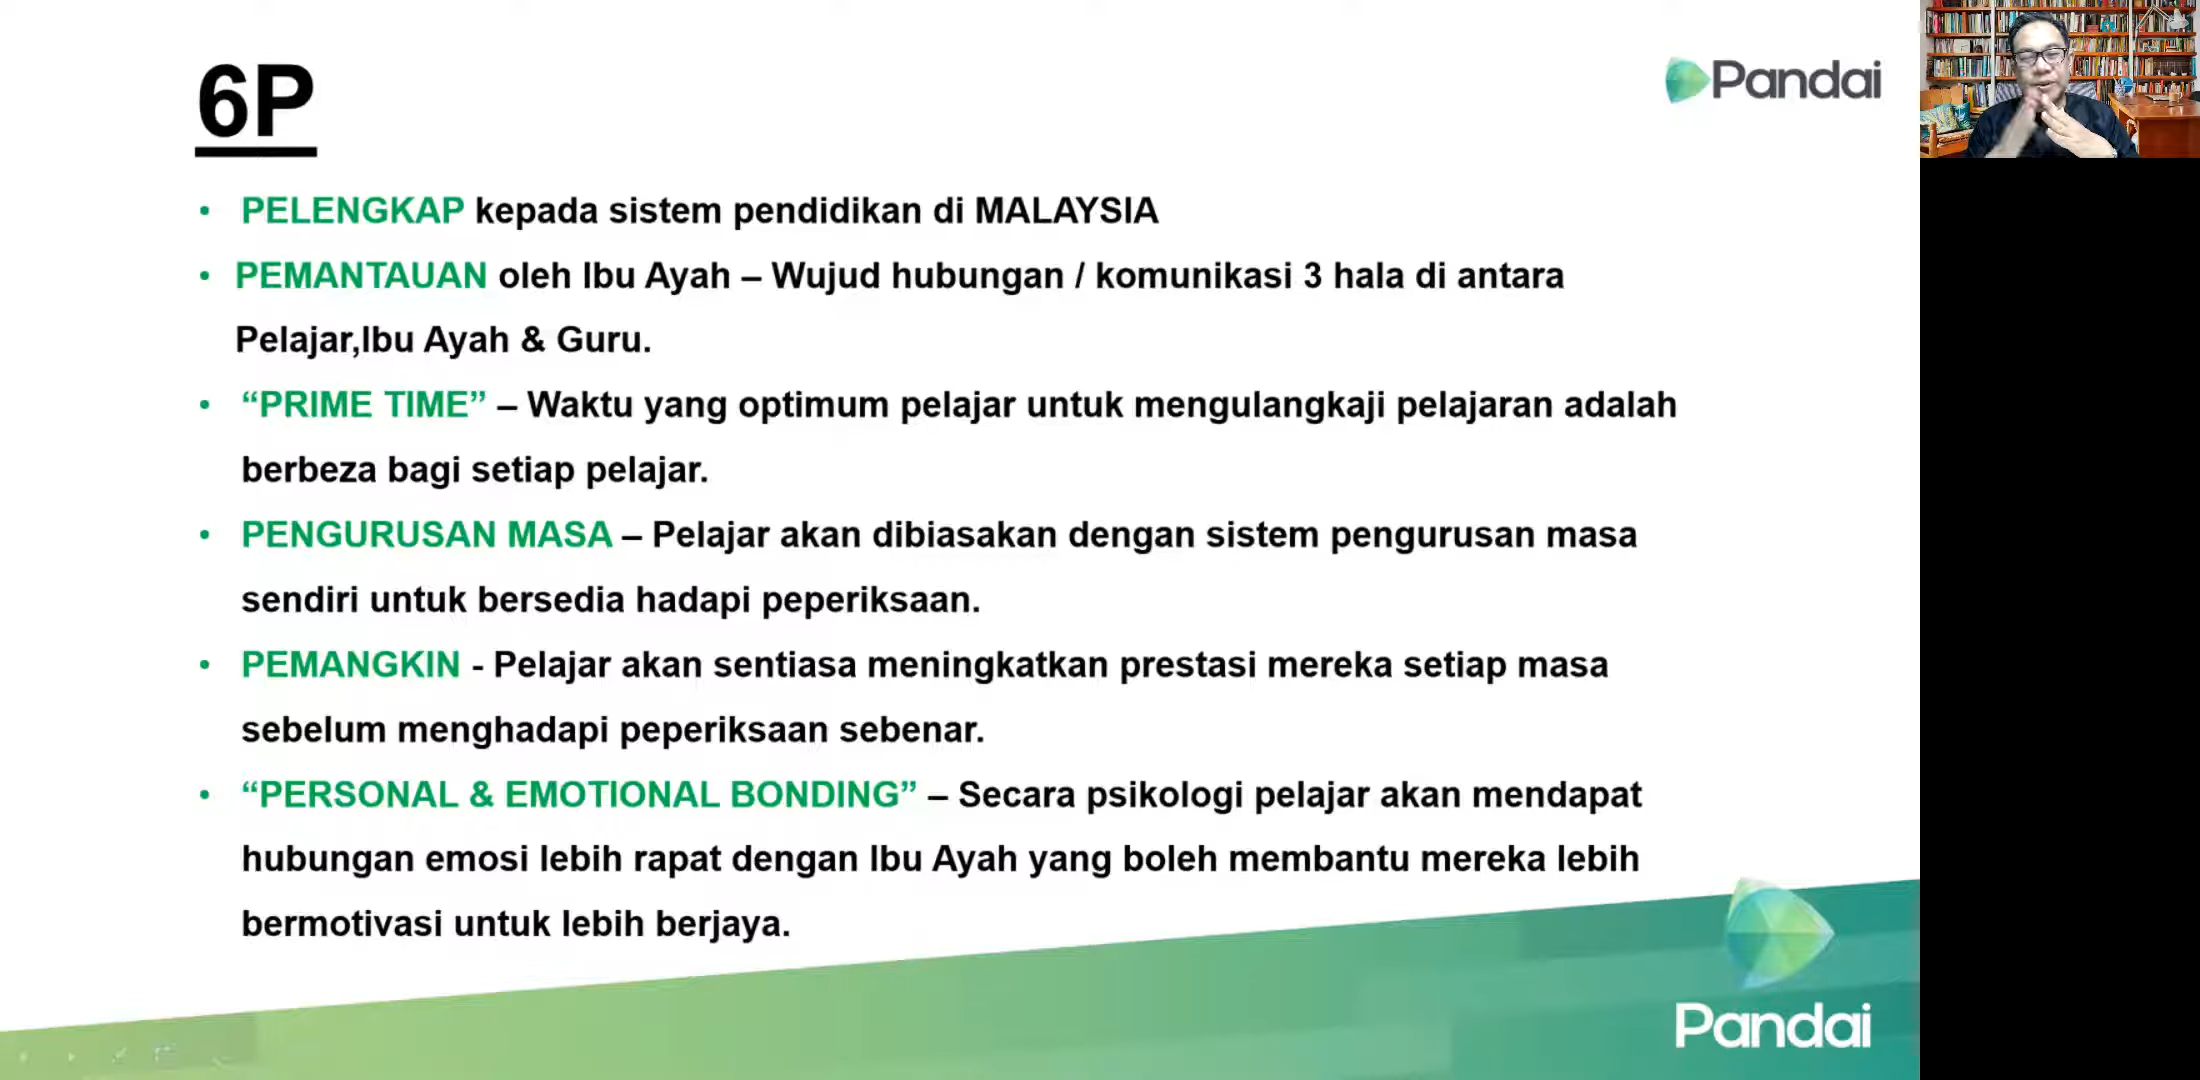 6P
Pandai
• PELENGKAP kepada sistem pendidikan di MALAYSIA
• PEMANTAUAN oleh Ibu Ayah – Wujud hubungan / komunikasi 3 hala di antara
Pelajar,Ibu Ayah & Guru.
• “PRIME TIME” – Waktu yang optimum pelajar untuk mengulangkaji pelajaran adalah
berbeza bagi setiap pelajar.
• PENGURUSAN MASA – Pelajar akan dibiasakan dengan sistem pengurusan masa
sendiri untuk bersedia hadapi peperiksaan.
• PEMANGKIN - Pelajar akan sentiasa meningkatkan prestasi mereka setiap masa
sebelum menghadapi peperiksaan sebenar.
• “PERSONAL & EMOTIONAL BONDING” – Secara psikologi pelajar akan mendapat
hubungan emosi lebih rapat dengan Ibu Ayah yang boleh membantu mereka lebih
bermotivasi untuk lebih berjaya.
Pandai